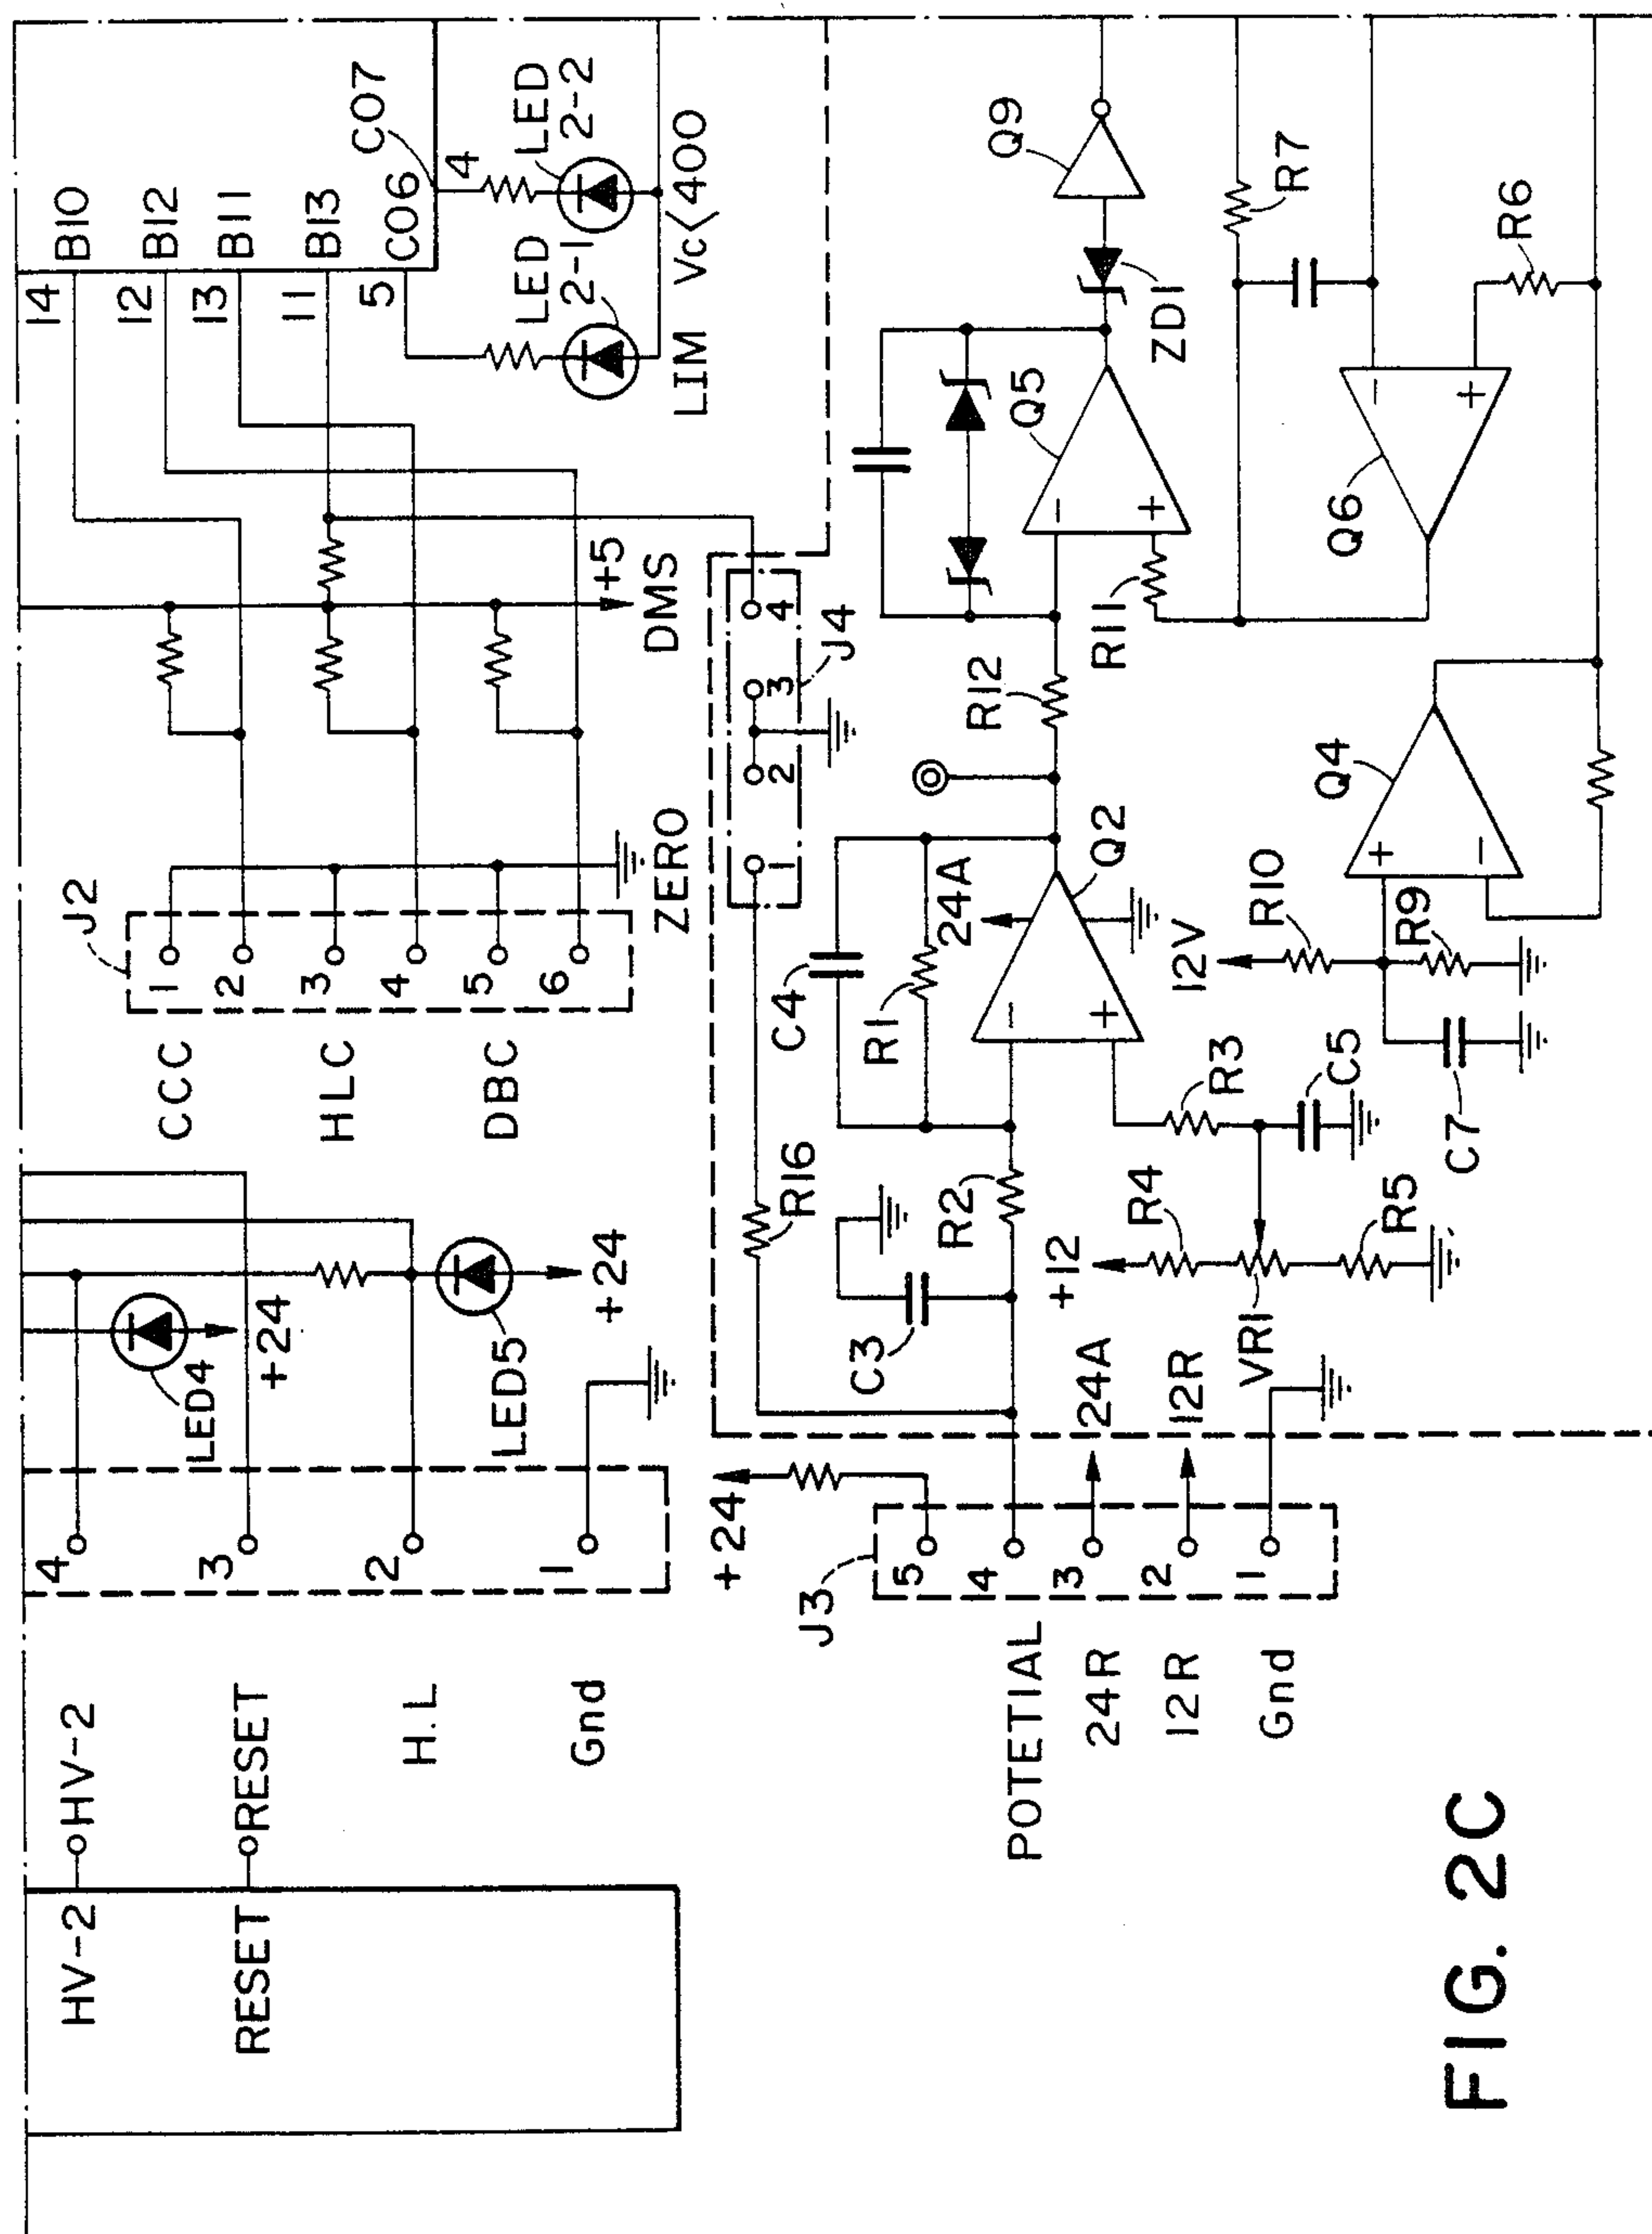 14
BI0
12
BI2
13
BI1
11
BI3
5
C06
C07
4
LED
2-1
LED
2-2
LIM Vc<400
J2
CCC
1
2
HLC
3
4
DBC
5
6
+5
DMS
ZERO
1
2
3
4
J4
HV-2
HV-2
4
LED4
+24
RESET
RESET
3
H.L
2
LED5
+24
Gnd
1
+24
J3
5
POTETIAL
4
24R
3
24A
12R
2
12R
Gnd
1
R16
C3
R2
C4
R1
24A
-
+
Q2
R3
C5
+12
R4
VR1
R5
R12
R11
-
+
Q5
ZD1
Q9
R7
-
+
Q6
R6
12V
R10
R9
C7
+
-
Q4
FIG. 2C